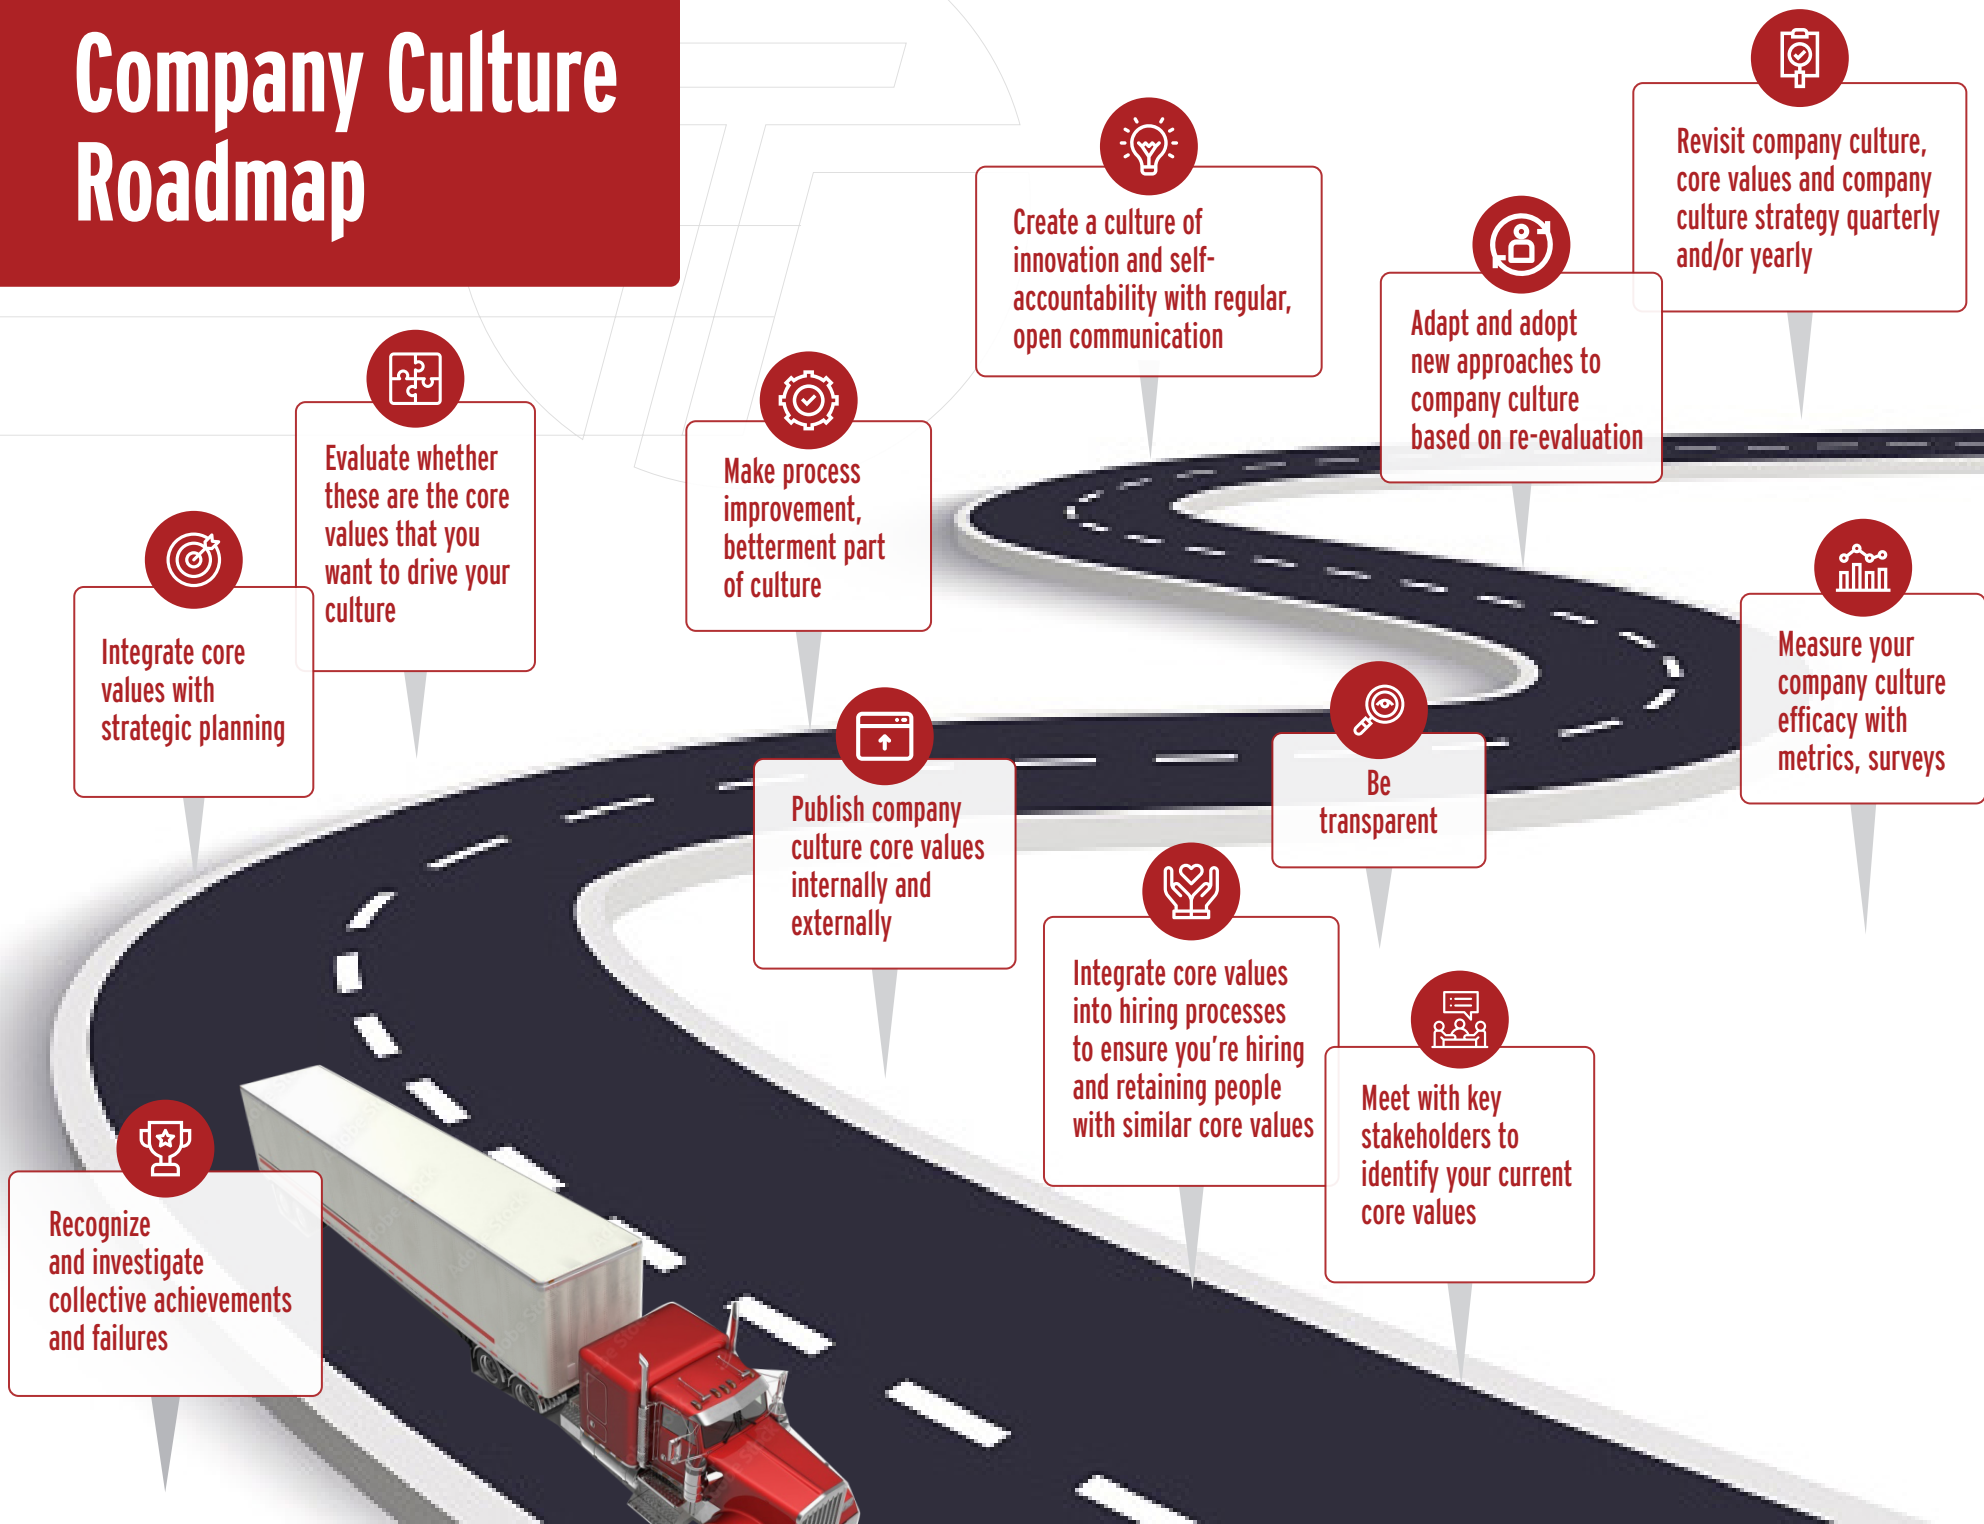 Company Culture
Roadmap
Revisit company culture,
core values and company
culture strategy quarterly
and/or yearly
Create a culture of
innovation and self-
accountability with regular,
open communication
Adapt and adopt
new approaches to
company culture
based on re-evaluation
Evaluate whether
these are the core
values that you
want to drive your
culture
Make process
improvement,
betterment part
of culture
Integrate core
values with
strategic planning
Measure your
company culture
efficacy with
metrics, surveys
Publish company
culture core values
internally and
externally
Be
transparent
Integrate core values
into hiring processes
to ensure you're hiring
and retaining people
with similar core values
Meet with key
stakeholders to
identify your current
core values
Recognize
and investigate
collective achievements
and failures